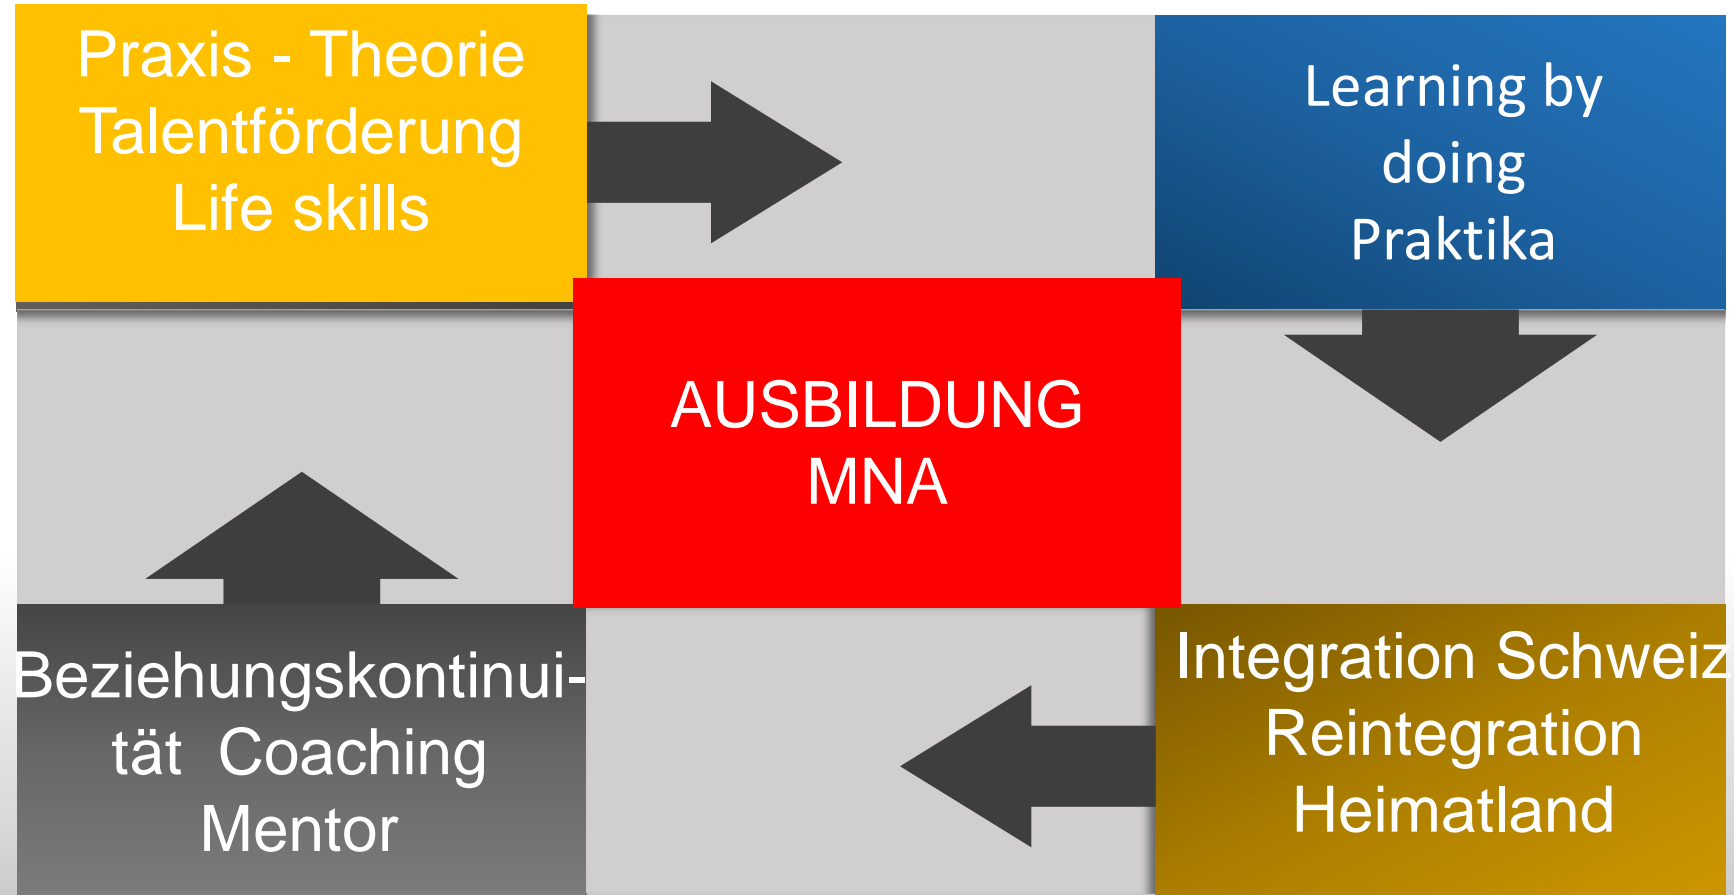 Praxis - Theorie
Talentförderung
Life skills
Learning by
doing
Praktika
AUSBILDUNG
MNA
Beziehungskontinui-
tät  Coaching
Mentor
Integration Schweiz
Reintegration
Heimatland